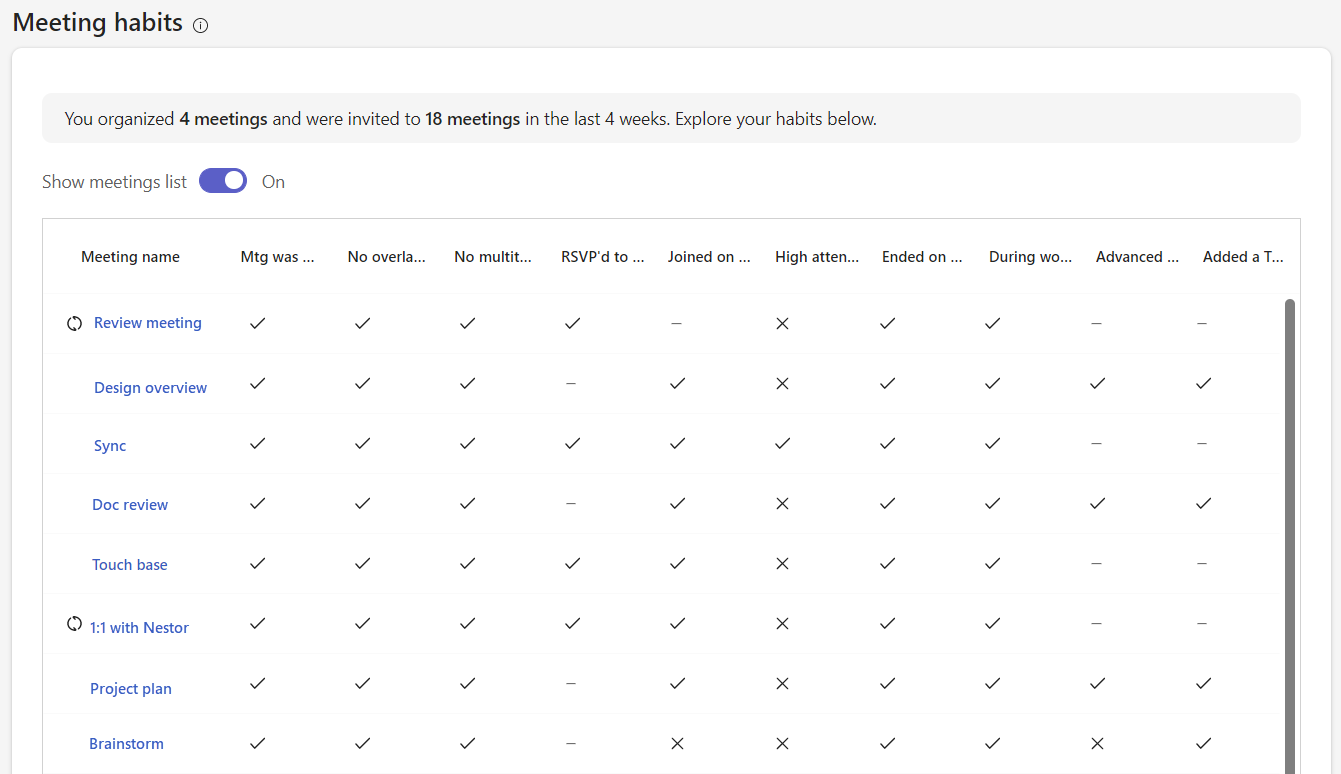 Meeting habits
You organized 4 meetings and were invited to 18 meetings in the last 4 weeks. Explore your habits below.
Show meetings list On
Meeting name Mtg was ... No overla... No multit... RSVP'd to ... Joined on ... High atten... Ended on ... During wo... Advanced ... Added a T...
Review meeting
Design overview
Sync
Doc review
Touch base
1:1 with Nestor
Project plan
Brainstorm